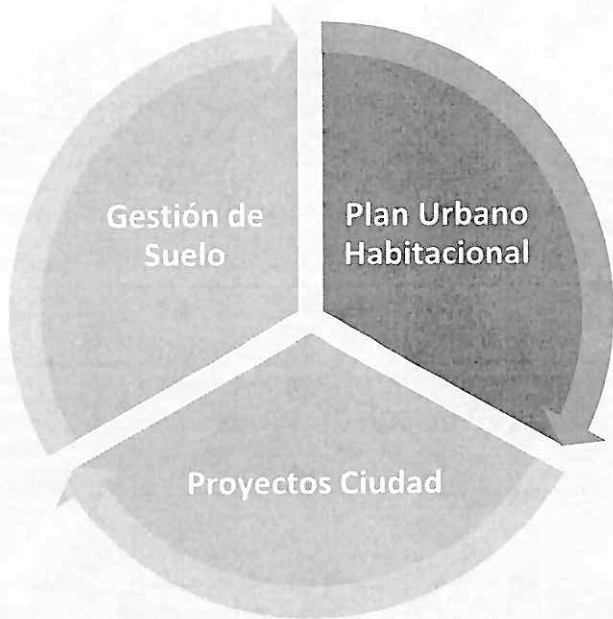 Gestión de
Suelo
Plan Urbano
Habitacional
Proyectos Ciudad